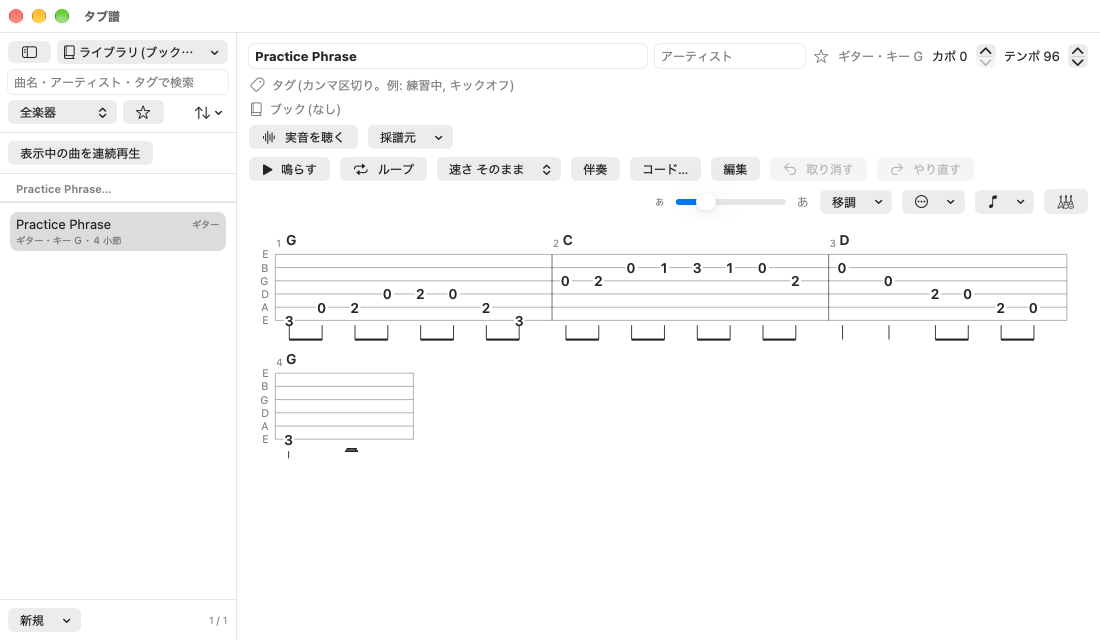 タブ譜
ライブラリ (ブック…
曲名・アーティスト・タグで検索
全楽器
表示中の曲を連続再生
Practice Phrase...
Practice Phrase ギター
ギター・キー G・4 小節
新規 1 / 1
Practice Phrase アーティスト ギター・キー G カポ 0 テンポ 96
タグ (カンマ区切り。例: 練習中, キックオフ)
ブック (なし)
実音を聴く 採譜元
鳴らす ループ 速さ そのまま 伴奏 コード... 編集 取り消す やり直す
あ あ 移調
1 G 2 C 3 D
E
B 0 1 3 1 0 0
G 0 2 2 0
D 0 2 0 2 0
A 0 2 2 2 0
E 3 3
4 G
E
B
G
D
A
E 3